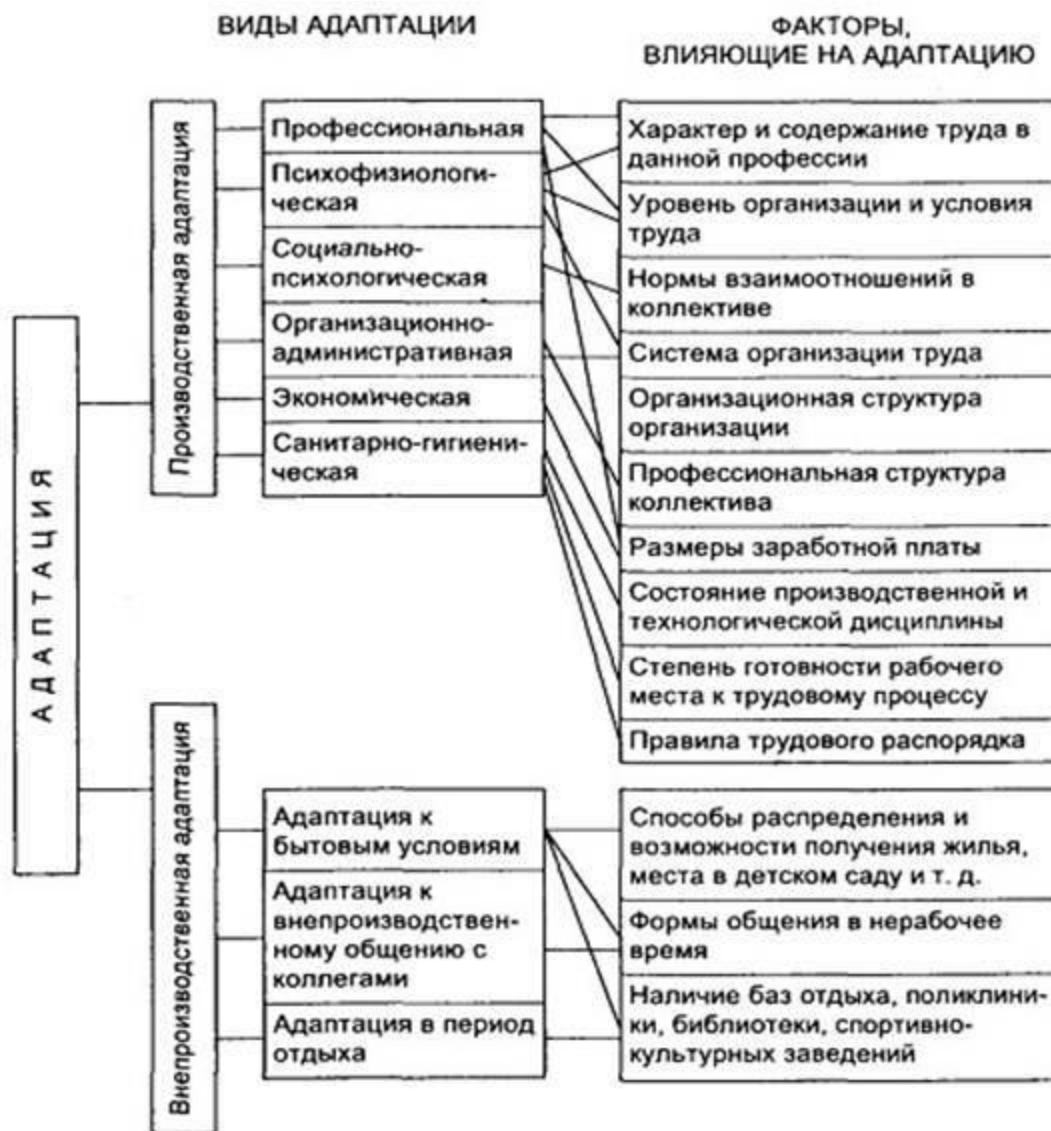 ВИДЫ АДАПТАЦИИ
ФАКТОРЫ,
ВЛИЯЮЩИЕ НА АДАПТАЦИЮ
АДАПТАЦИЯ
Производственная адаптация
Профессиональная
Психофизиологи-
ческая
Социально-
психологическая
Организационно-
административная
Экономическая
Санитарно-гигиени-
ческая
Характер и содержание труда в
данной профессии
Уровень организации и условия
труда
Нормы взаимоотношений в
коллективе
Система организации труда
Организационная структура
организации
Профессиональная структура
коллектива
Размеры заработной платы
Состояние производственной и
технологической дисциплины
Степень готовности рабочего
места к трудовому процессу
Правила трудового распорядка
Внепроизводственная адаптация
Адаптация к
бытовым условиям
Адаптация к
внепроизводствен-
ному общению с
коллегами
Адаптация в период
отдыха
Способы распределения и
возможности получения жилья,
места в детском саду и т. д.
Формы общения в нерабочее
время
Наличие баз отдыха, поликлини-
ки, библиотеки, спортивно-
культурных заведений